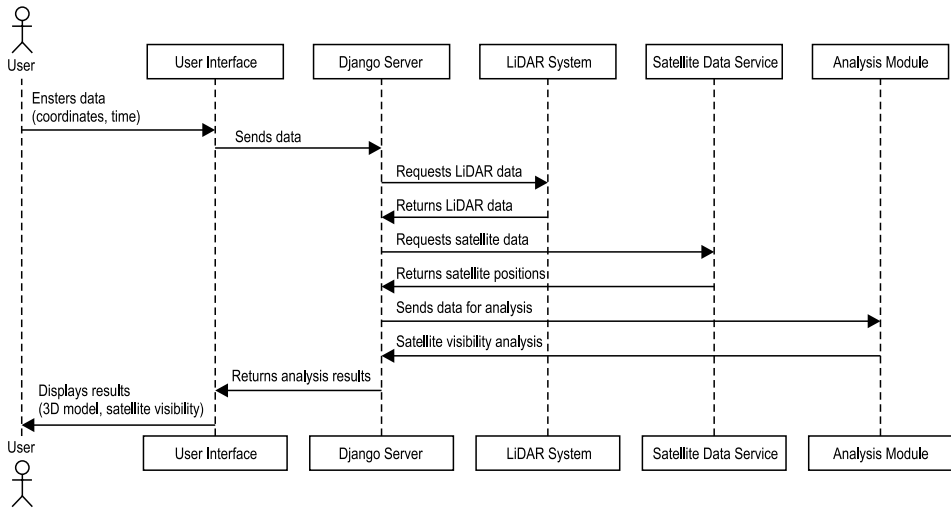 User
User Interface
Django Server
LiDAR System
Satellite Data Service
Analysis Module
Ensters data
(coordinates, time)
Sends data
Requests LiDAR data
Returns LiDAR data
Requests satellite data
Returns satellite positions
Sends data for analysis
Satellite visibility analysis
Returns analysis results
Displays results
(3D model, satellite visibility)
User
User Interface
Django Server
LiDAR System
Satellite Data Service
Analysis Module